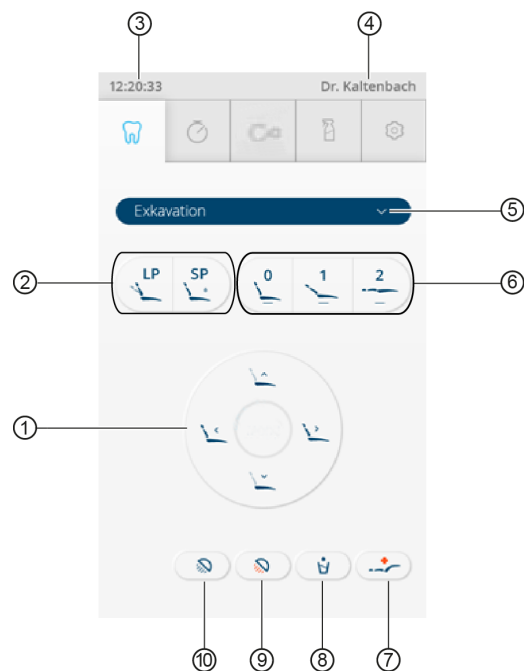 ③ ④
12:20:33 Dr. Kaltenbach
Exkavation ⑤
② LP SP 0 1 2 ⑥
①
⑩ ⑨ ⑧ ⑦